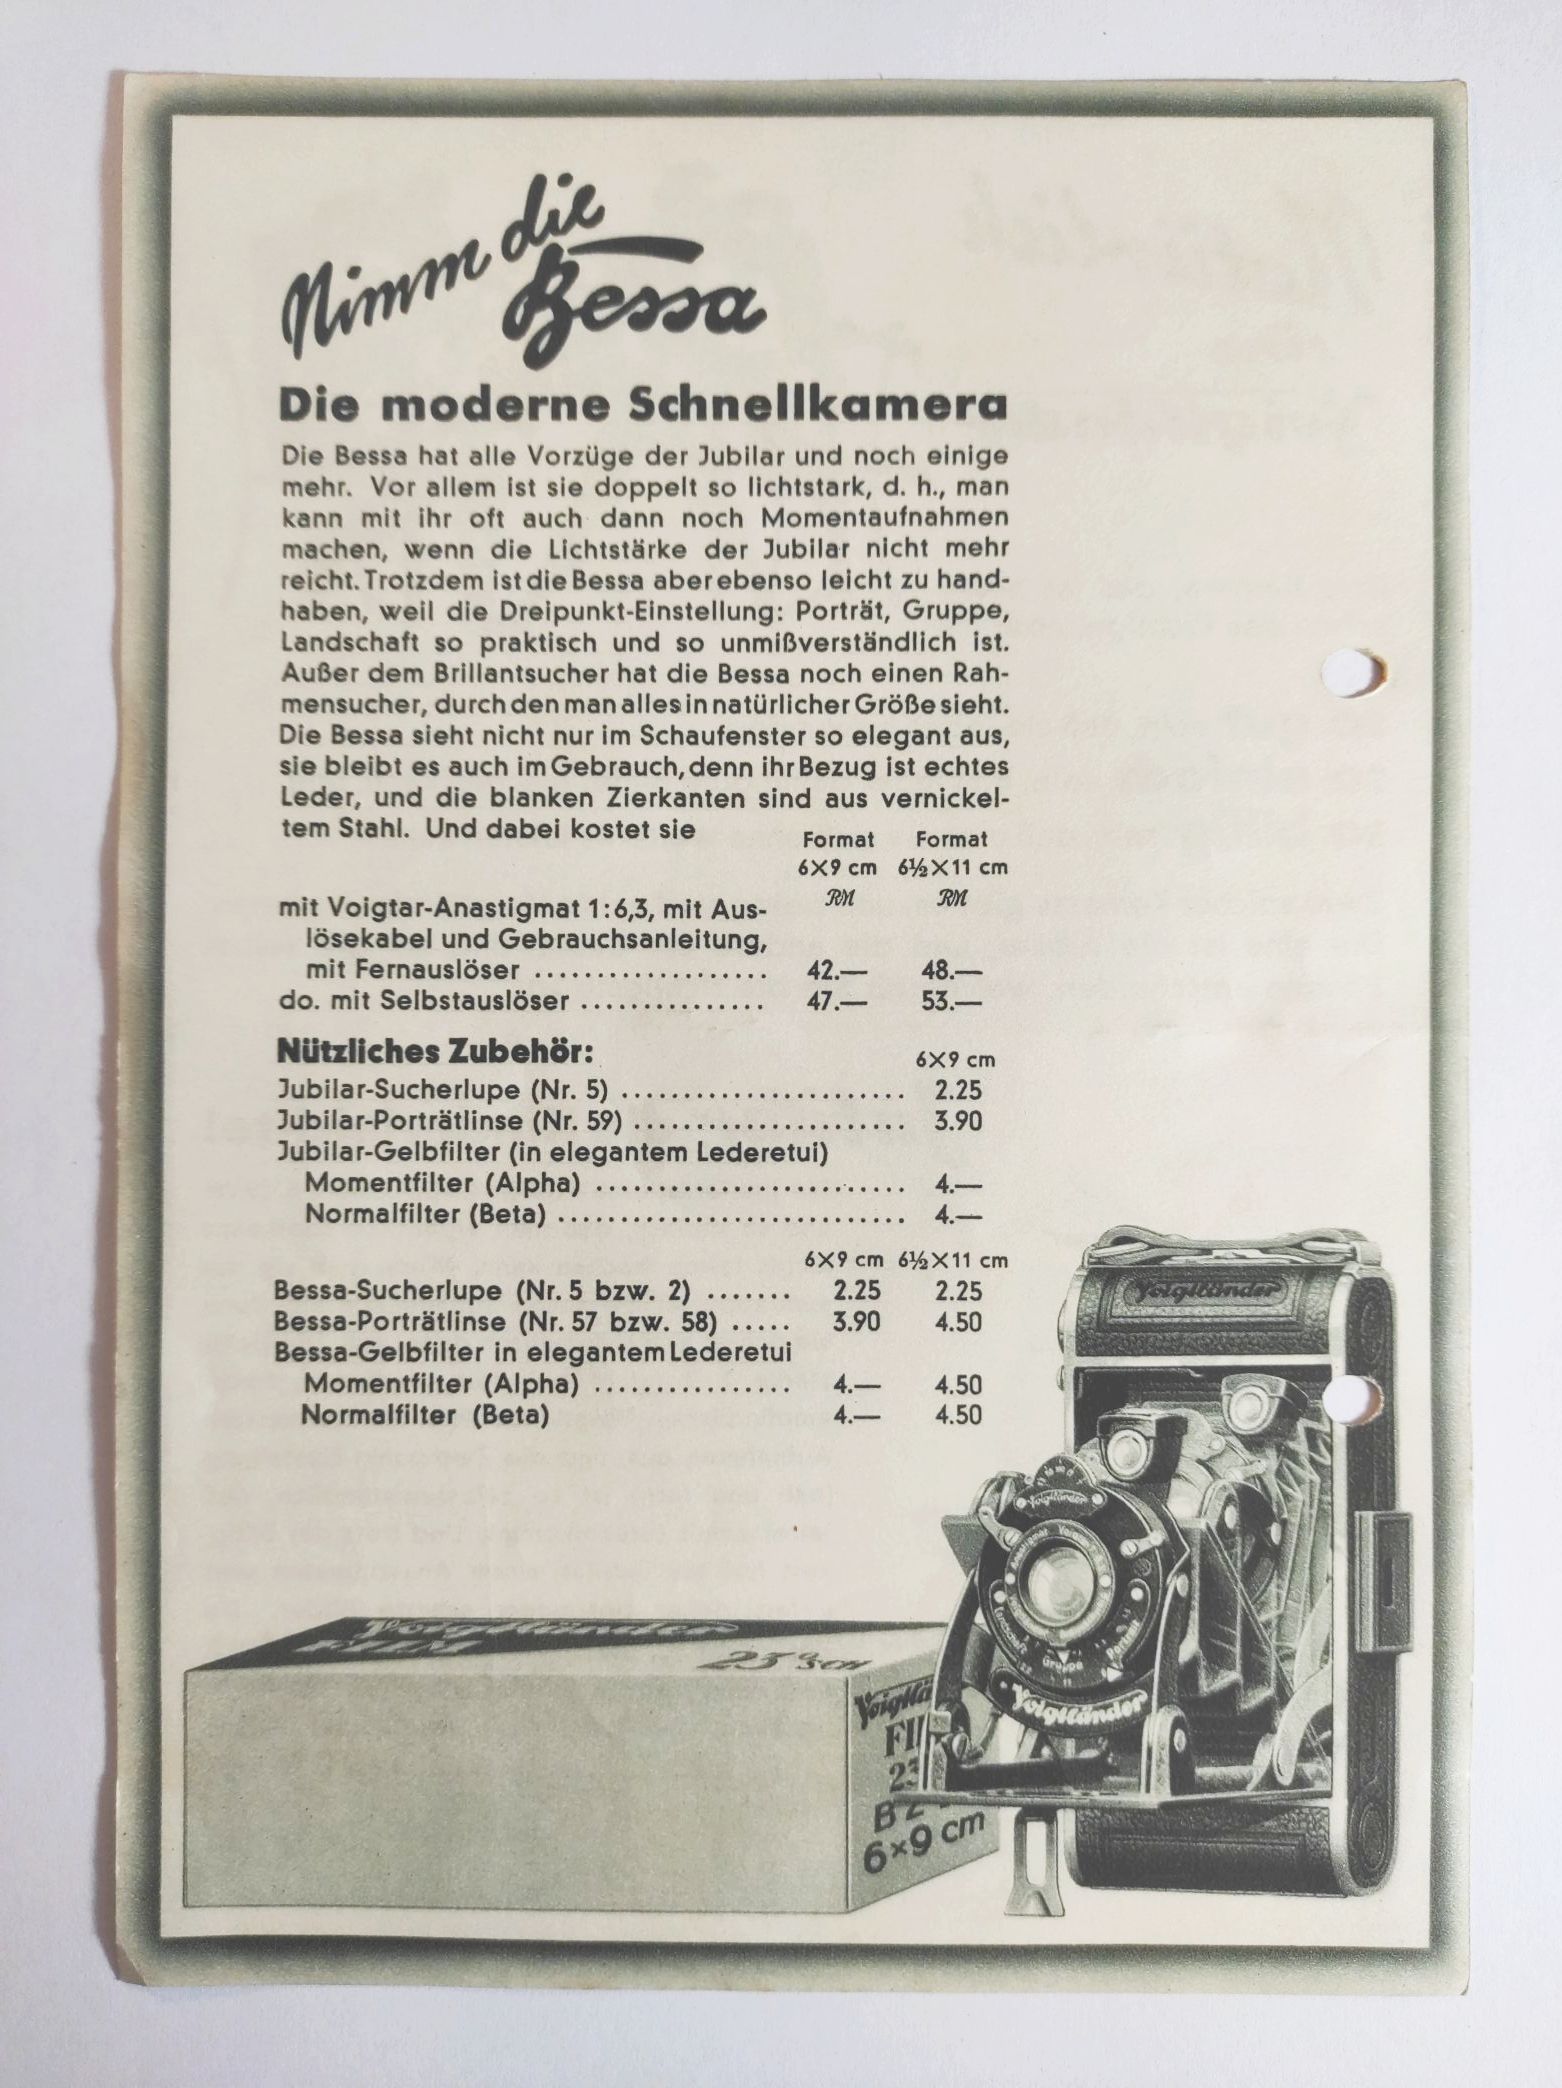 Nimm die
Bessa
Die moderne Schnellkamera
Die Bessa hat alle Vorzüge der Jubilar und noch einige
mehr. Vor allem ist sie doppelt so lichtstark, d. h., man
kann mit ihr oft auch dann noch Momentaufnahmen
machen, wenn die Lichtstärke der Jubilar nicht mehr
reicht. Trotzdem ist die Bessa aber ebenso leicht zu hand-
haben, weil die Dreipunkt-Einstellung: Porträt, Gruppe,
Landschaft so praktisch und so unmißverständlich ist.
Außer dem Brillantsucher hat die Bessa noch einen Rah-
mensucher, durch den man alles in natürlicher Größe sieht.
Die Bessa sieht nicht nur im Schaufenster so elegant aus,
sie bleibt es auch im Gebrauch, denn ihr Bezug ist echtes
Leder, und die blanken Zierkanten sind aus vernickel-
tem Stahl. Und dabei kostet sie
Format Format
6×9 cm 6½×11 cm
RM RM
mit Voigtar-Anastigmat 1:6,3, mit Aus-
lösekabel und Gebrauchsanleitung,
mit Fernauslöser ................... 42.— 48.—
do. mit Selbstauslöser ............... 47.— 53.—
Nützliches Zubehör: 6×9 cm
Jubilar-Sucherlupe (Nr. 5) ....................... 2.25
Jubilar-Porträtlinse (Nr. 59) ...................... 3.90
Jubilar-Gelbfilter (in elegantem Lederetui)
Momentfilter (Alpha) ......................... 4.—
Normalfilter (Beta) ............................ 4.—
6×9 cm 6½×11 cm
Bessa-Sucherlupe (Nr. 5 bzw. 2) ....... 2.25 2.25
Bessa-Porträtlinse (Nr. 57 bzw. 58) ..... 3.90 4.50
Bessa-Gelbfilter in elegantem Lederetui
Momentfilter (Alpha) ................ 4.— 4.50
Normalfilter (Beta) 4.— 4.50
Voigtländer
Voigtländer
Anastigmat
Landschaft
Gruppe
Porträt
Voigtländer
Voigtländer
FILM
23° SCH
6×9 cm